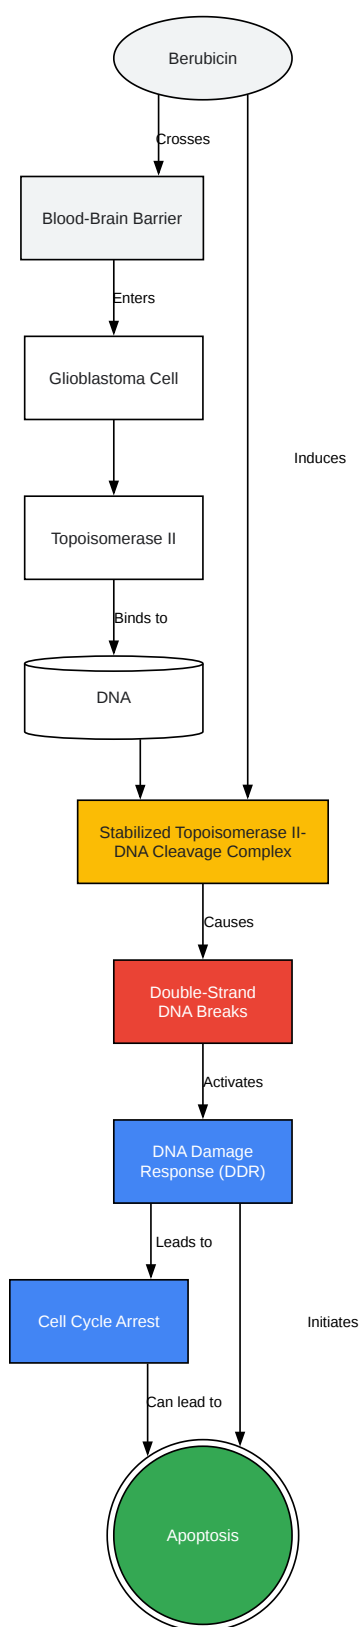 Berubicin
Crosses
Blood-Brain Barrier
Enters
Glioblastoma Cell
Induces
Topoisomerase II
Binds to
DNA
Stabilized Topoisomerase II-
DNA Cleavage Complex
Causes
Double-Strand
DNA Breaks
Activates
DNA Damage
Response (DDR)
Leads to
Cell Cycle Arrest
Initiates
Can lead to
Apoptosis